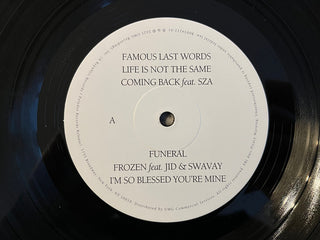 FAMOUS LAST WORDS
LIFE IS NOT THE SAME
COMING BACK feat. SZA
A
FUNERAL
FROZEN feat. JID & SWAVAY
I'M SO BLESSED YOU'RE MINE